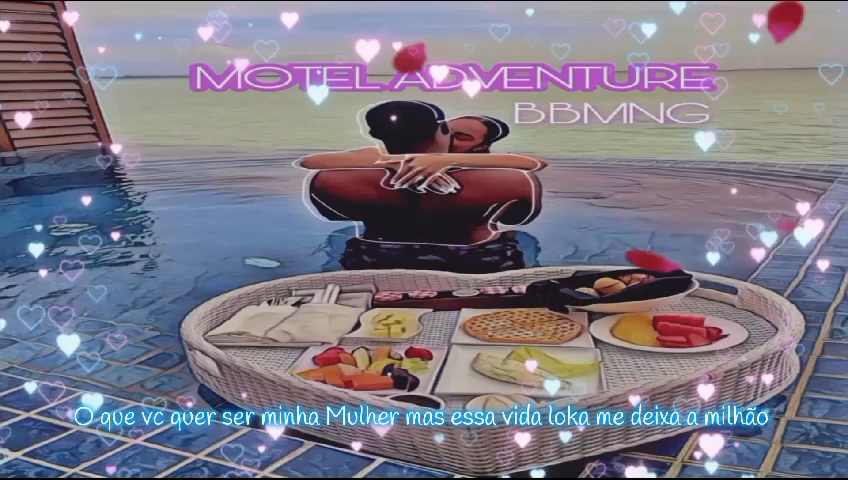 MOTEL ADVENTURE
BBMNG
O que vc quer ser minha Mulher mas essa vida loka me deixa a milhão